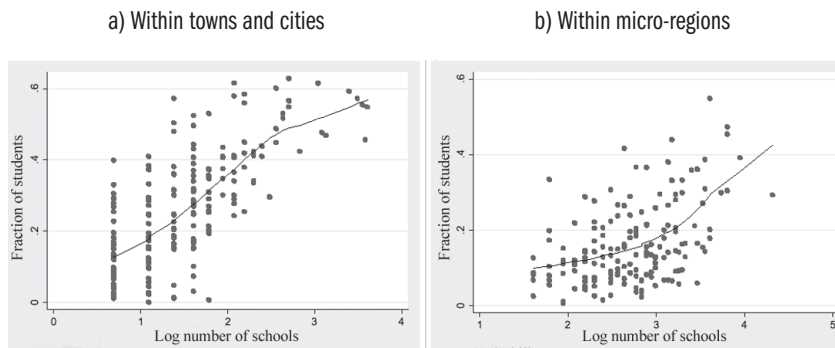 a) Within towns and cities
b) Within micro-regions
Fraction of students
.6
.4
.2
0
0 1 2 3 4
Log number of schools
Fraction of students
.6
.4
.2
0
1 2 3 4 5
Log number of schools